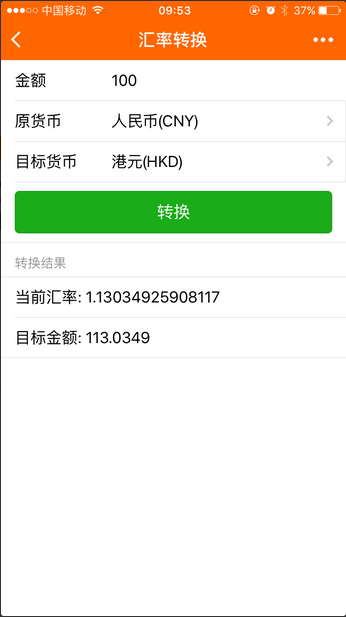 中国移动 09:53 37%
汇率转换
金额 100
原货币 人民币(CNY)
目标货币 港元(HKD)
转换
转换结果
当前汇率: 1.13034925908117
目标金额: 113.0349